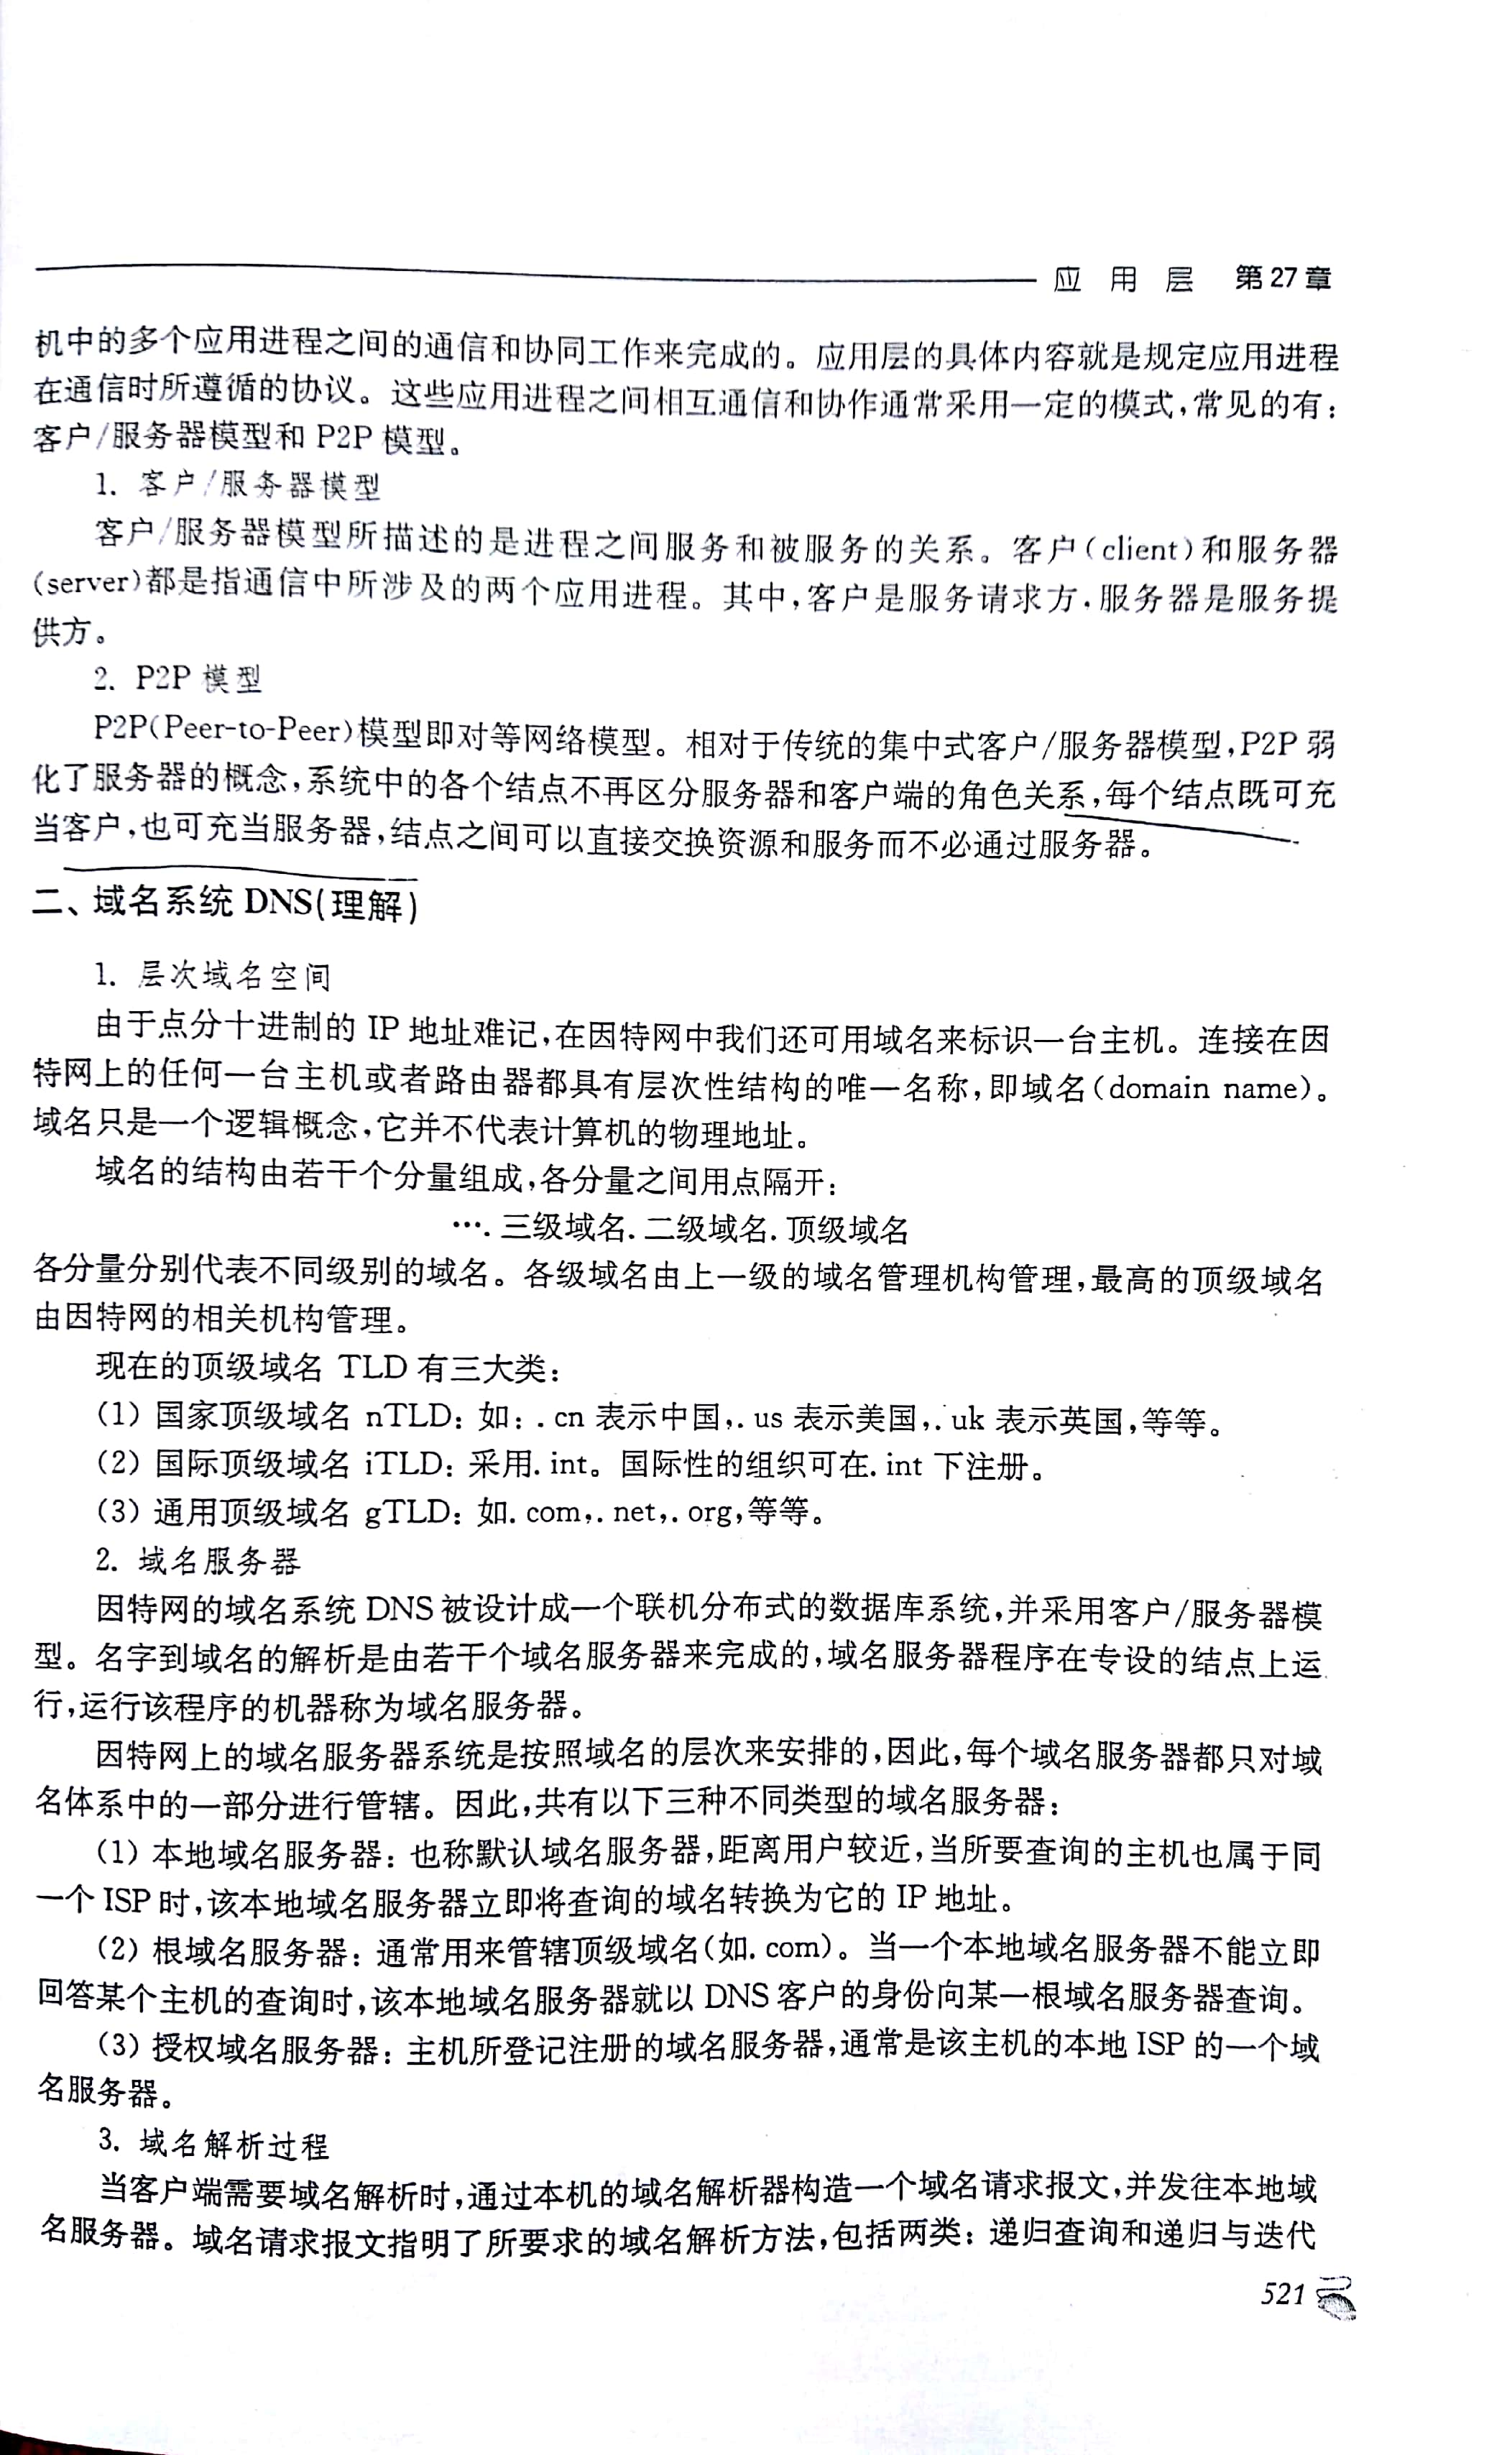 应用层 第27章
机中的多个应用进程之间的通信和协同工作来完成的。应用层的具体内容就是规定应用进程
在通信时所遵循的协议。这些应用进程之间相互通信和协作通常采用一定的模式,常见的有:
客户/服务器模型和 P2P 模型。
1. 客户/服务器模型
客户/服务器模型所描述的是进程之间服务和被服务的关系。客户(client)和服务器
(server)都是指通信中所涉及的两个应用进程。其中,客户是服务请求方,服务器是服务提
供方。
2. P2P 模型
P2P(Peer-to-Peer)模型即对等网络模型。相对于传统的集中式客户/服务器模型,P2P 弱
化了服务器的概念,系统中的各个结点不再区分服务器和客户端的角色关系,每个结点既可充
当客户,也可充当服务器,结点之间可以直接交换资源和服务而不必通过服务器。
二、域名系统 DNS(理解)
1. 层次域名空间
由于点分十进制的 IP 地址难记,在因特网中我们还可用域名来标识一台主机。连接在因
特网上的任何一台主机或者路由器都具有层次性结构的唯一名称,即域名(domain name)。
域名只是一个逻辑概念,它并不代表计算机的物理地址。
域名的结构由若干个分量组成,各分量之间用点隔开:
….三级域名.二级域名.顶级域名
各分量分别代表不同级别的域名。各级域名由上一级的域名管理机构管理,最高的顶级域名
由因特网的相关机构管理。
现在的顶级域名 TLD 有三大类:
(1) 国家顶级域名 nTLD: 如: .cn 表示中国,.us 表示美国,.uk 表示英国,等等。
(2) 国际顶级域名 iTLD: 采用.int。国际性的组织可在.int 下注册。
(3) 通用顶级域名 gTLD: 如.com,.net,.org,等等。
2. 域名服务器
因特网的域名系统 DNS 被设计成一个联机分布式的数据库系统,并采用客户/服务器模
型。名字到域名的解析是由若干个域名服务器来完成的,域名服务器程序在专设的结点上运
行,运行该程序的机器称为域名服务器。
因特网上的域名服务器系统是按照域名的层次来安排的,因此,每个域名服务器都只对域
名体系中的一部分进行管辖。因此,共有以下三种不同类型的域名服务器:
(1) 本地域名服务器: 也称默认域名服务器,距离用户较近,当所要查询的主机也属于同
一个 ISP 时,该本地域名服务器立即将查询的域名转换为它的 IP 地址。
(2) 根域名服务器: 通常用来管辖顶级域名(如.com)。当一个本地域名服务器不能立即
回答某个主机的查询时,该本地域名服务器就以 DNS 客户的身份向某一根域名服务器查询。
(3) 授权域名服务器: 主机所登记注册的域名服务器,通常是该主机的本地 ISP 的一个域
名服务器。
3. 域名解析过程
当客户端需要域名解析时,通过本机的域名解析器构造一个域名请求报文,并发往本地域
名服务器。域名请求报文指明了所要求的域名解析方法,包括两类: 递归查询和递归与迭代
521